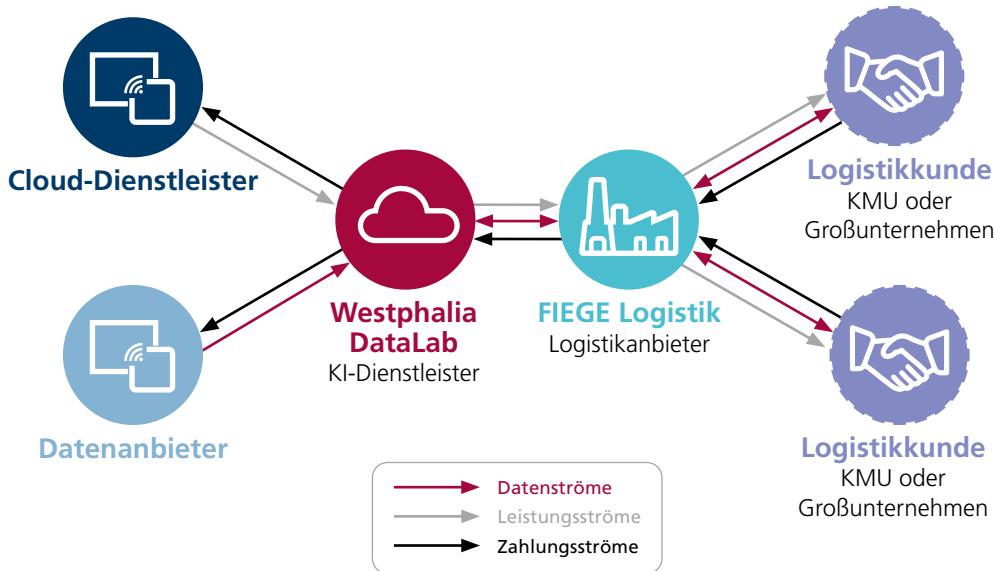 Cloud-Dienstleister
Datenanbieter
Westphalia
DataLab
KI-Dienstleister
FIEGE Logistik
Logistikanbieter
Logistikkunde
KMU oder
Großunternehmen
Logistikkunde
KMU oder
Großunternehmen
Datenströme
Leistungsströme
Zahlungsströme